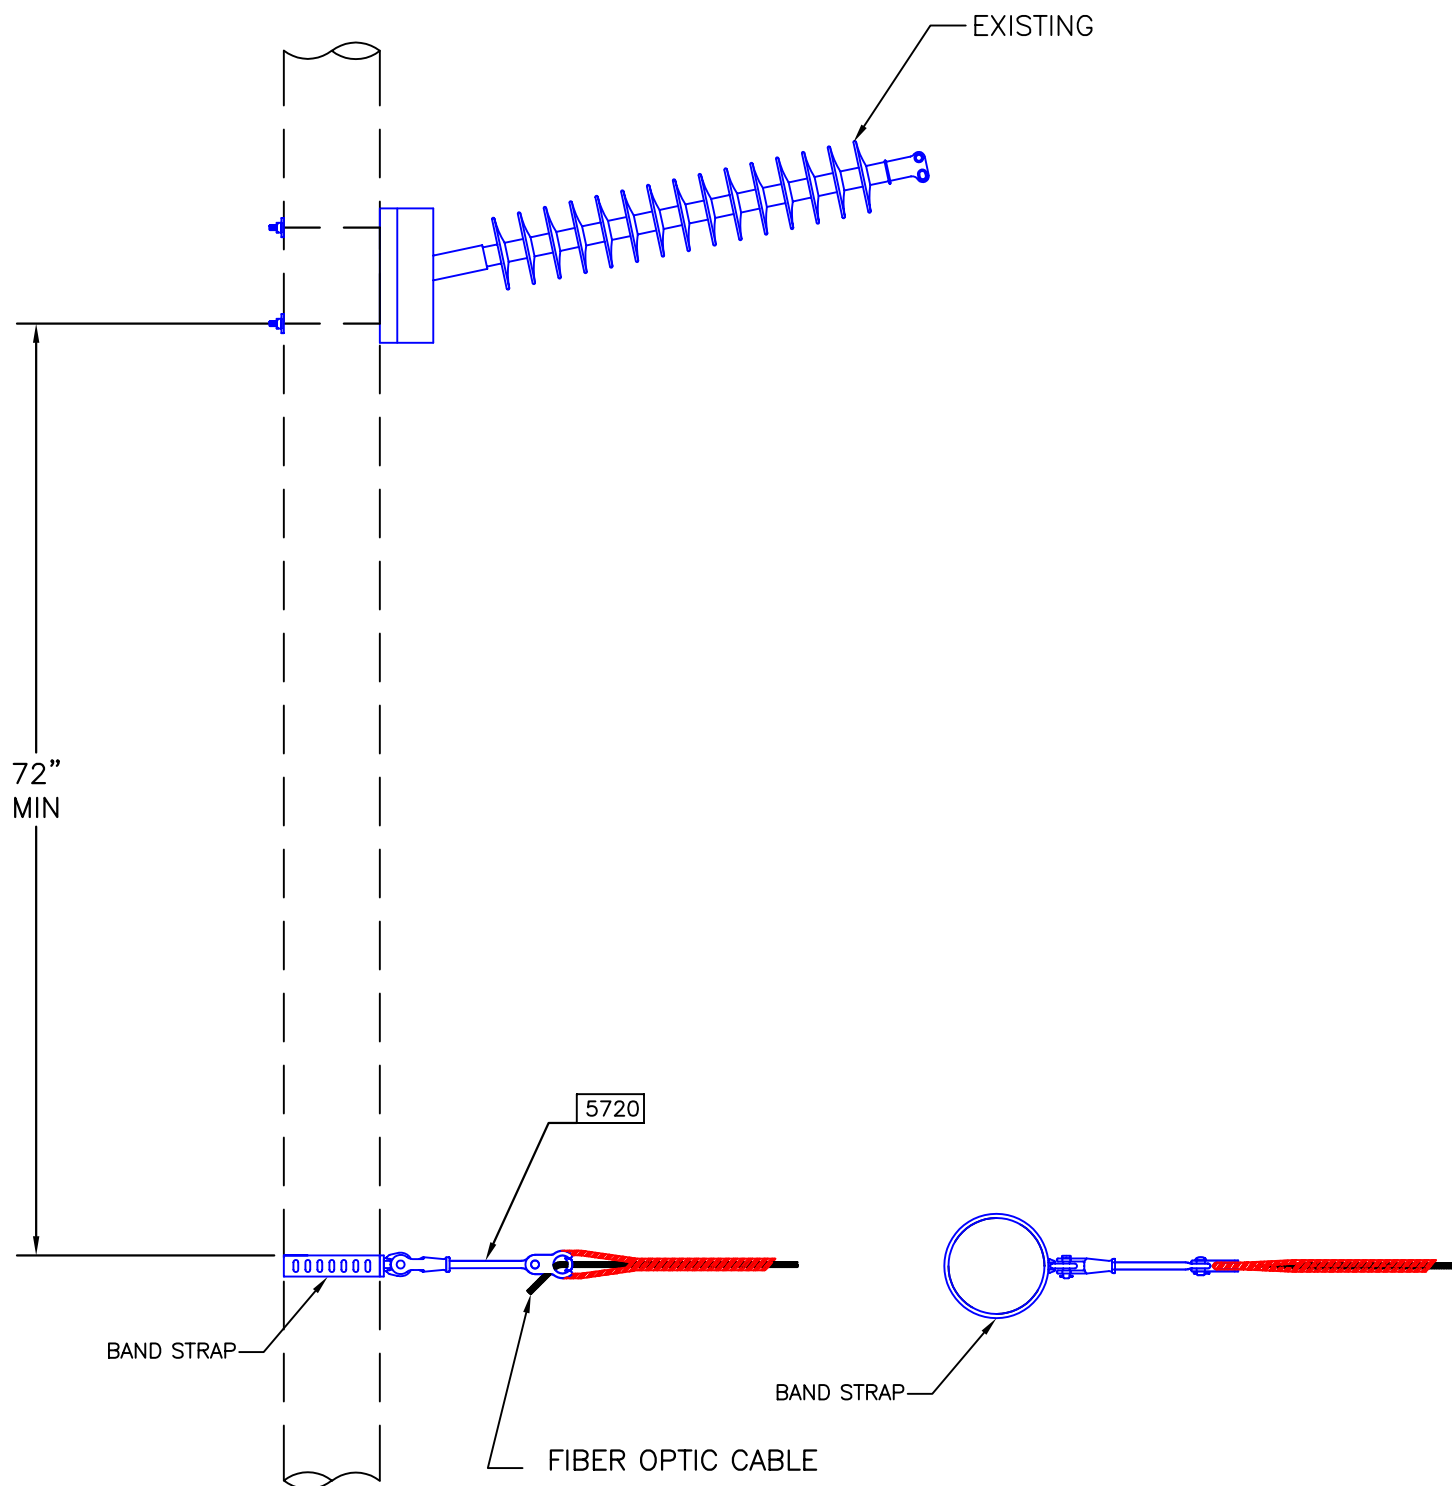 EXISTING
72”
MIN
5720
BAND STRAP
BAND STRAP
FIBER OPTIC CABLE